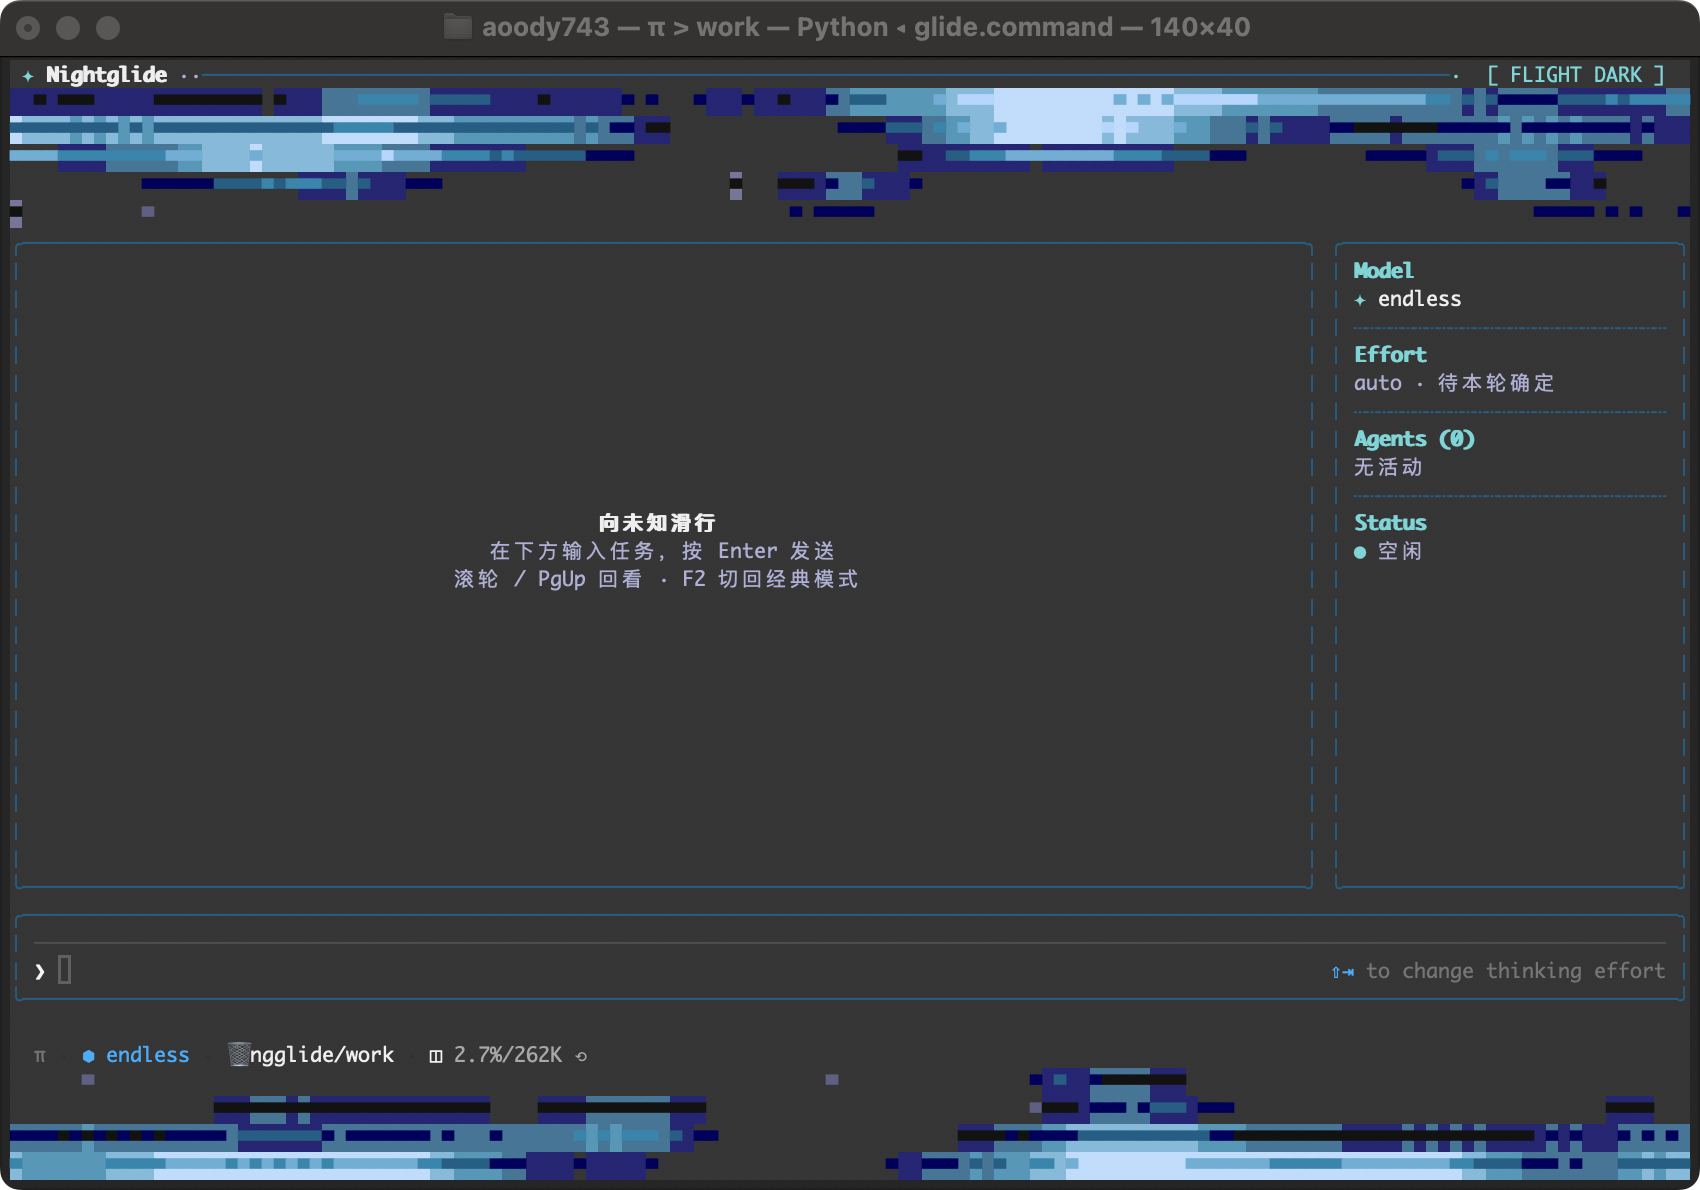 aoody743 — π > work — Python ◂ glide.command — 140×40
✦ Nightglide ·· · [ FLIGHT DARK ]
Model
✦ endless
Effort
auto · 待本轮确定
Agents (0)
无活动
Status
● 空闲
向未知滑行
在下方输入任务, 按 Enter 发送
滚轮 / PgUp 回看 · F2 切回经典模式
❯ ⇧⇥ to change thinking effort
π ⬢ endless 🗑ngglide/work ◫ 2.7%/262K ⟲